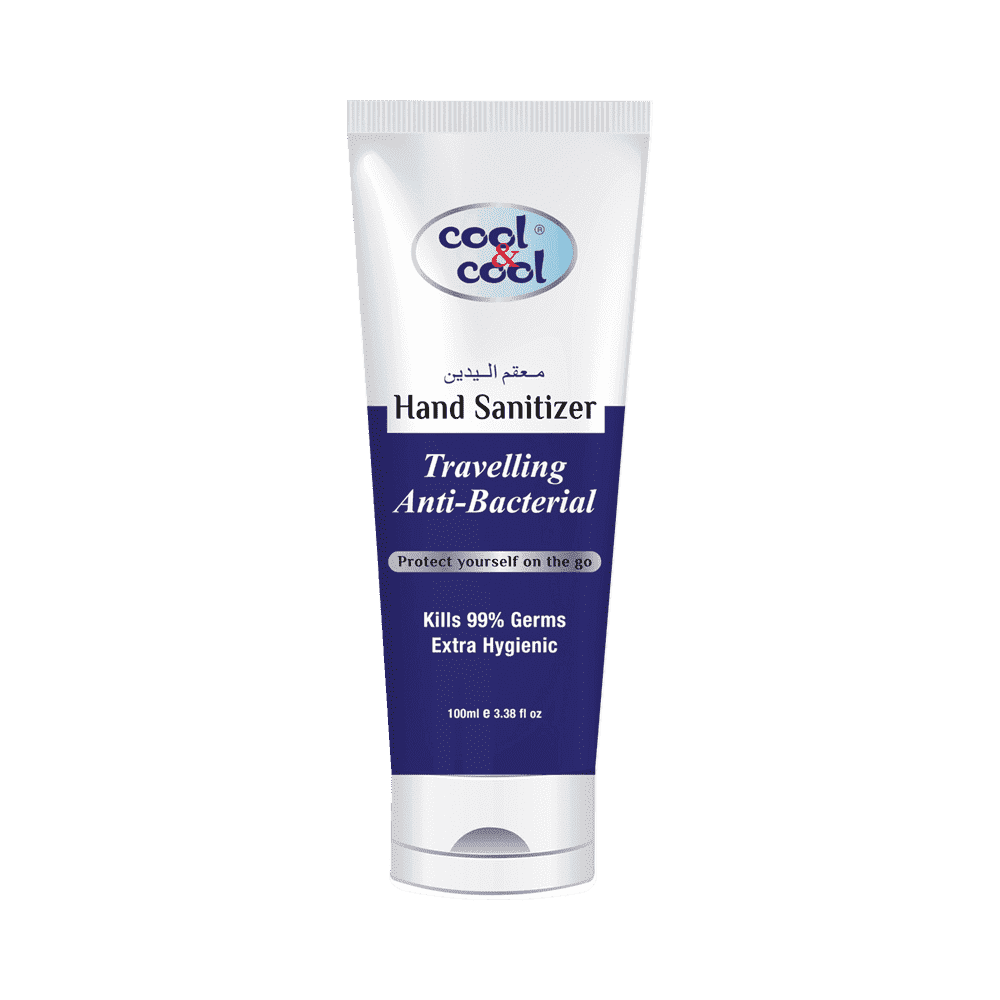 cool ®
&
cool
معقم اليدين
Hand Sanitizer
Travelling
Anti-Bacterial
Protect yourself on the go
Kills 99% Germs
Extra Hygienic
100ml e 3.38 fl oz